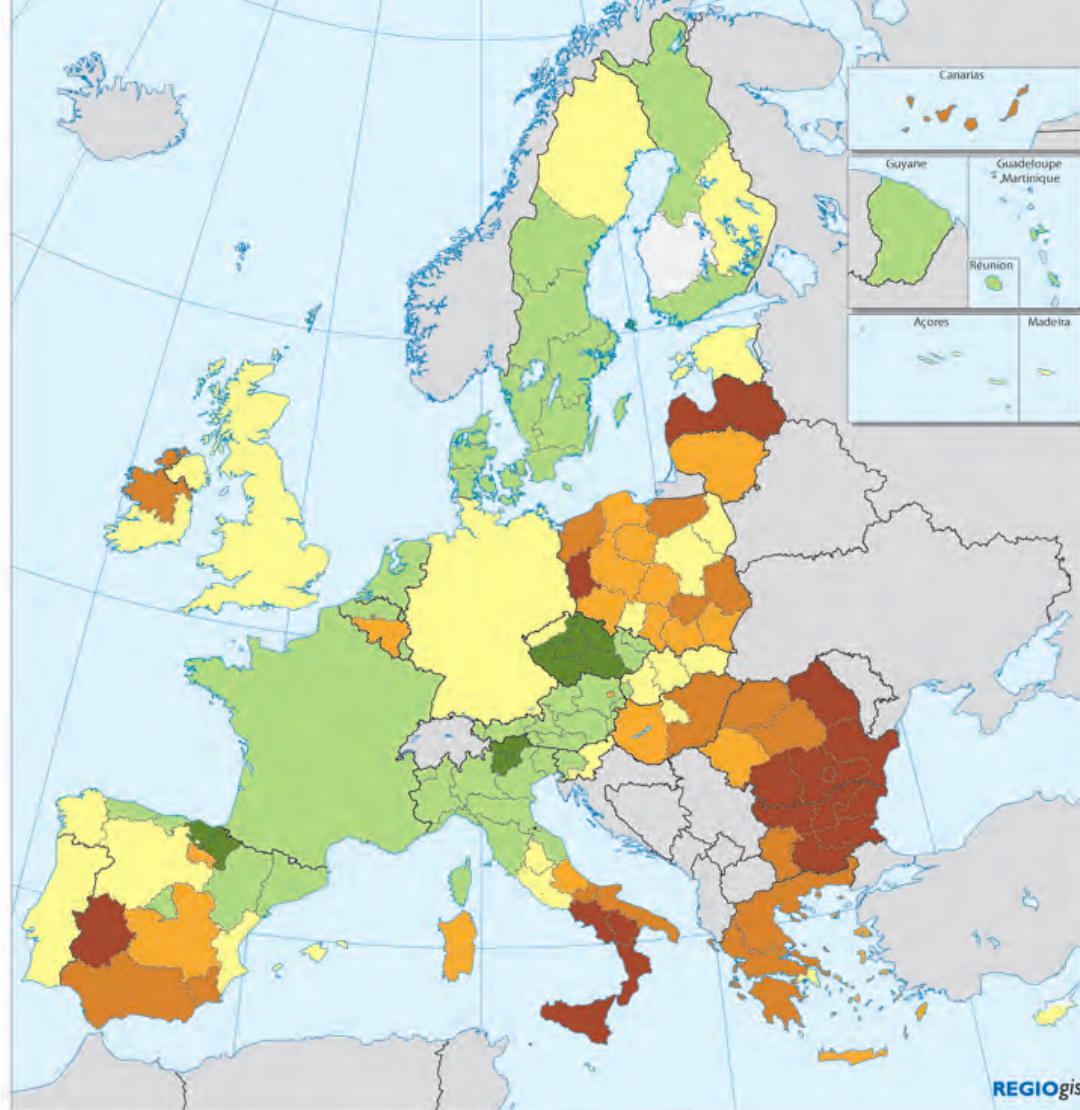 Canarias
Guyane
Guadeloupe
Martinique
Réunion
Açores
Madeira
REGIOgis